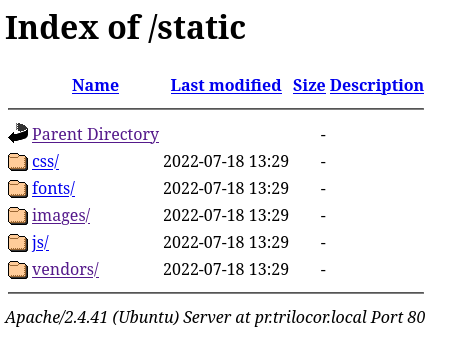 Index of /static
Name Last modified Size Description
Parent Directory -
css/ 2022-07-18 13:29 -
fonts/ 2022-07-18 13:29 -
images/ 2022-07-18 13:29 -
js/ 2022-07-18 13:29 -
vendors/ 2022-07-18 13:29 -
Apache/2.4.41 (Ubuntu) Server at pr.trilocor.local Port 80